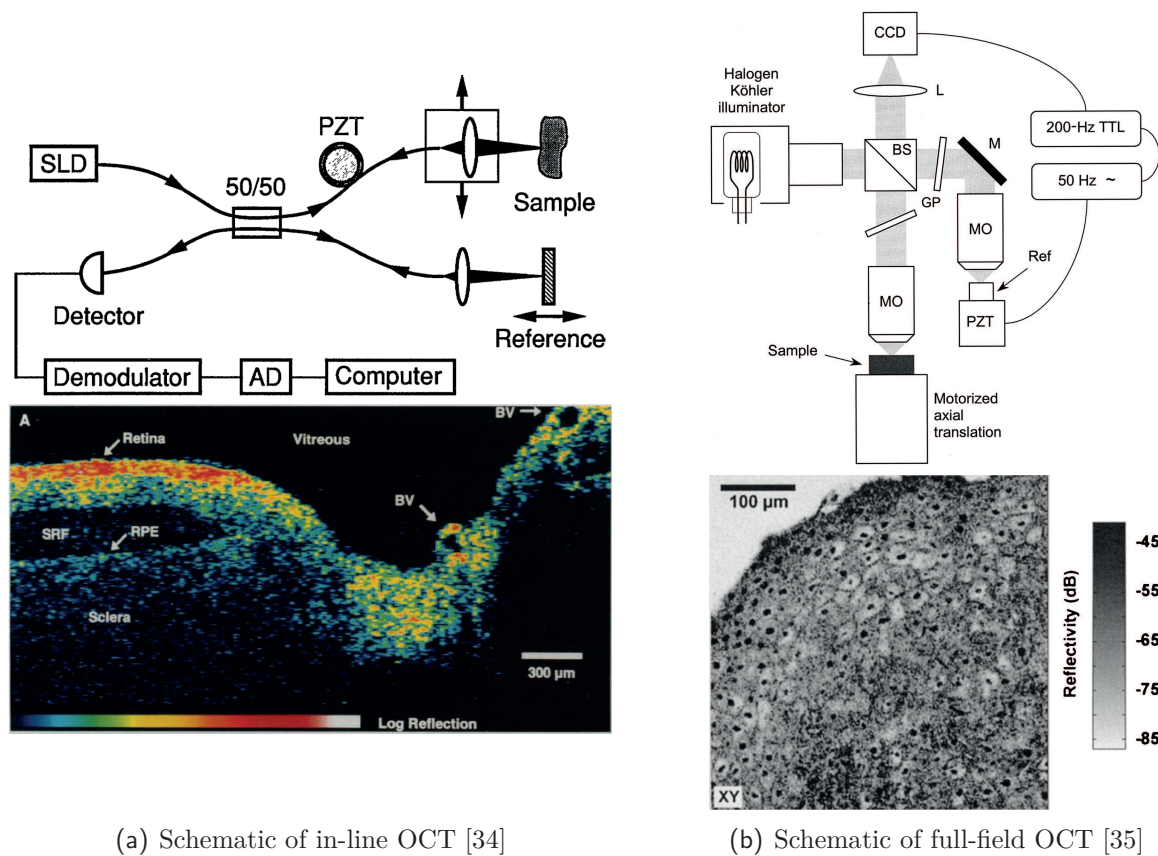 SLD
50/50
PZT
Sample
Detector
Reference
Demodulator
AD
Computer
A
Retina
Vitreous
BV
BV
SRF
RPE
Sclera
300 µm
Log Reflection
(a) Schematic of in-line OCT [34]
CCD
Halogen
Köhler
illuminator
L
BS
M
200-Hz TTL
50 Hz ~
GP
MO
MO
Ref
PZT
Sample
Motorized
axial
translation
100 µm
XY
Reflectivity (dB)
-45
-55
-65
-75
-85
(b) Schematic of full-field OCT [35]